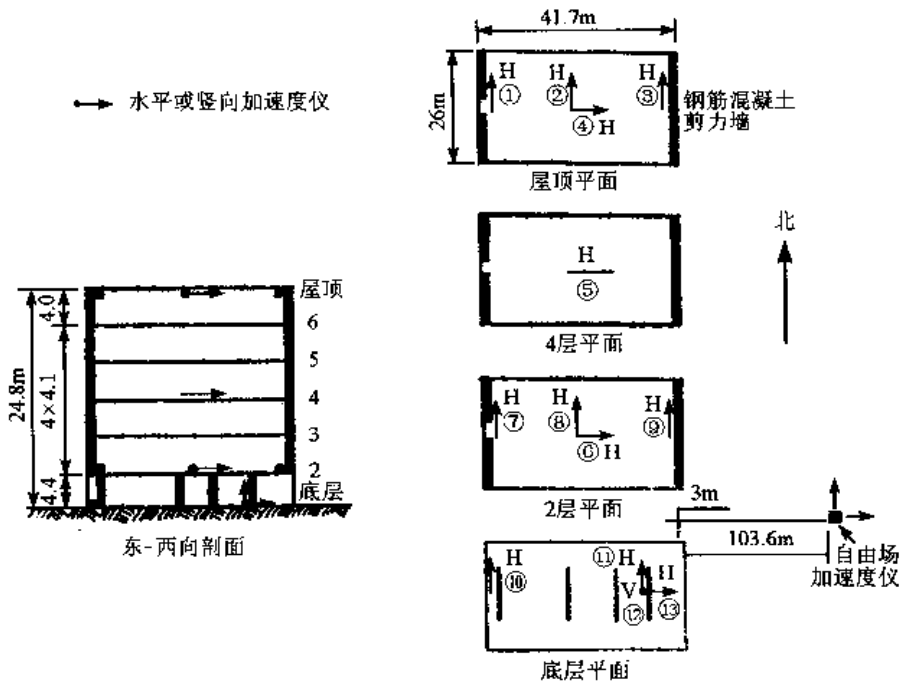 水平或竖向加速度仪
41.7m
26m
H
①
H
②
④H
H
③
钢筋混凝土
剪力墙
屋顶平面
H
⑤
4层平面
北
H
⑦
H
⑧
⑥H
H
⑨
2层平面
3m
103.6m
自由场
加速度仪
H
⑩
⑪H
V
⑫
H
⑬
底层平面
24.8m
4.0
4×4.1
4.4
屋顶
6
5
4
3
2
底层
东-西向剖面